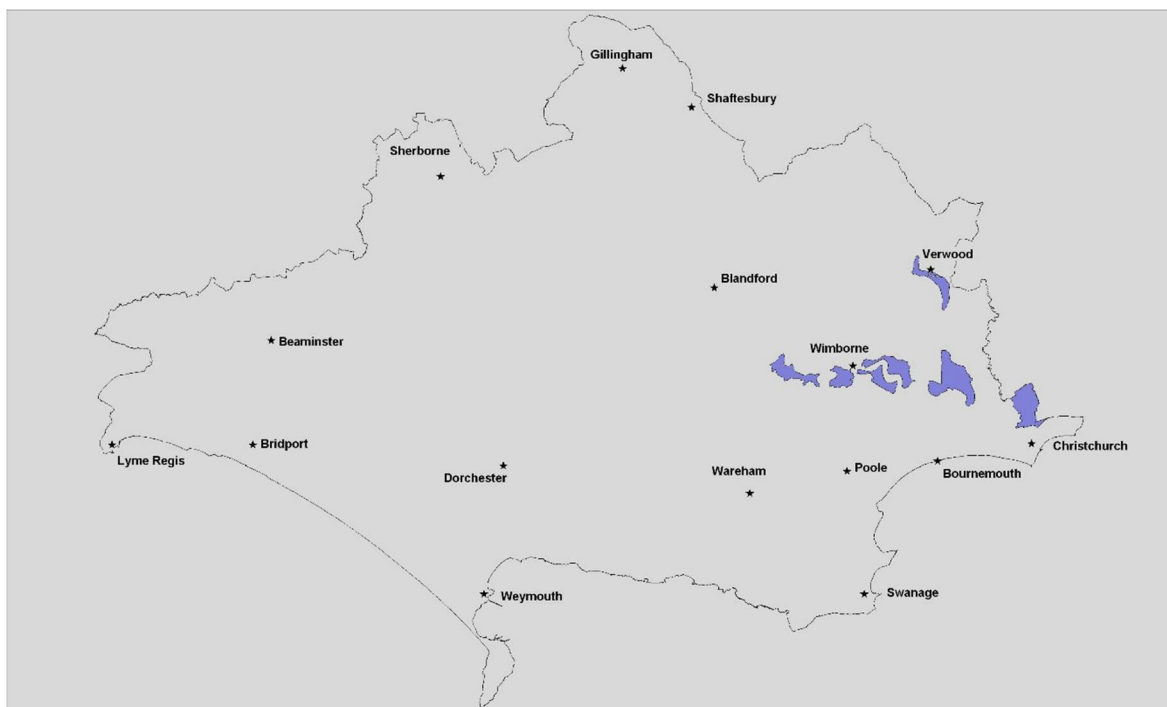 Gillingham
Shaftesbury
Sherborne
Verwood
Blandford
Beaminster
Wimborne
Bridport
Christchurch
Lyme Regis
Dorchester
Wareham
Poole
Bournemouth
Weymouth
Swanage